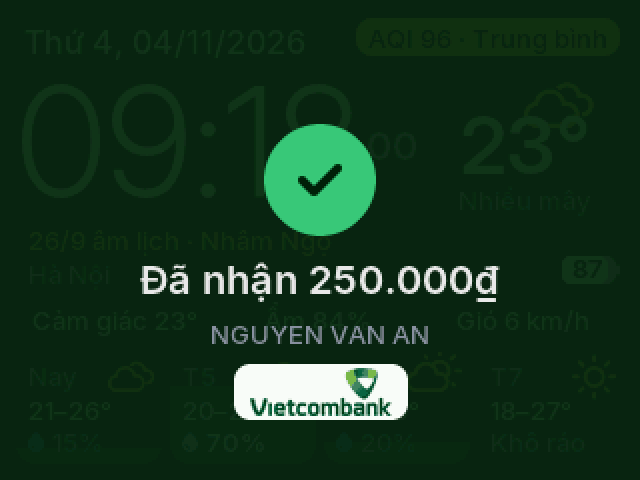 Thứ 4, 04/11/2026
AQI 96 · Trung bình
09:18
00
23°
Nhiều mây
26/9 âm lịch · Nhâm Ngọ
Hà Nội
87
Đã nhận 250.000₫
Cảm giác 23°
Ẩm 84%
Gió 6 km/h
NGUYEN VAN AN
Vietcombank
Nay
T5
T7
21–26°
20–
18–27°
15%
70%
20%
Khô ráo